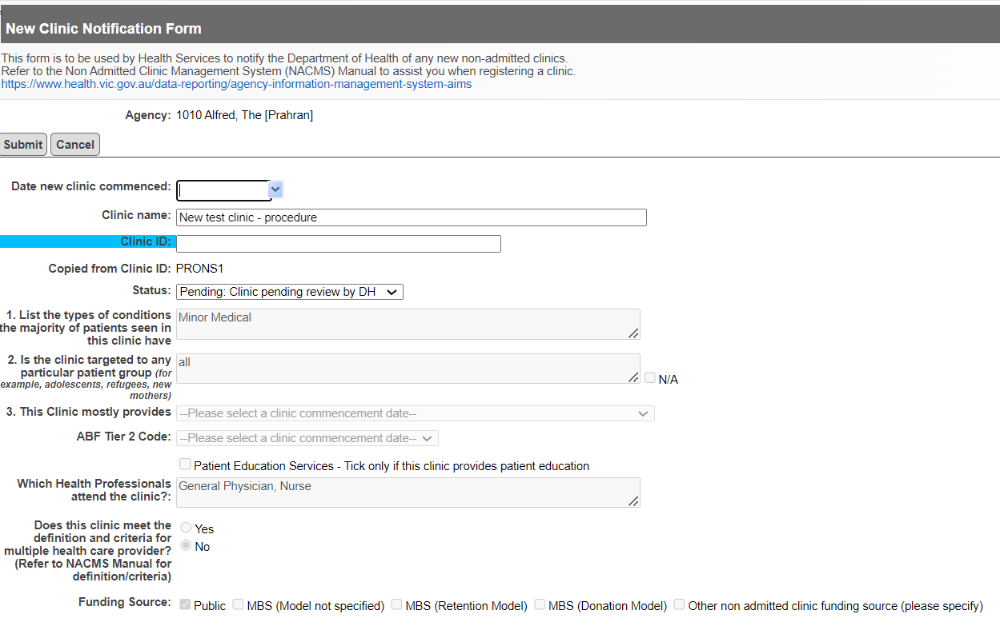 New Clinic Notification Form
This form is to be used by Health Services to notify the Department of Health of any new non-admitted clinics.
Refer to the Non Admitted Clinic Management System (NACMS) Manual to assist you when registering a clinic.
https://www.health.vic.gov.au/data-reporting/agency-information-management-system-aims
Agency: 1010 Alfred, The [Prahran]
Submit Cancel
Date new clinic commenced:
Clinic name: New test clinic - procedure
Clinic ID:
Copied from Clinic ID: PRONS1
Status: Pending: Clinic pending review by DH
1. List the types of conditions
the majority of patients seen in
this clinic have
Minor Medical
2. Is the clinic targeted to any
particular patient group (for
example, adolescents, refugees, new
mothers)
all
N/A
3. This Clinic mostly provides --Please select a clinic commencement date--
ABF Tier 2 Code: --Please select a clinic commencement date--
Patient Education Services - Tick only if this clinic provides patient education
Which Health Professionals
attend the clinic?:
General Physician, Nurse
Does this clinic meet the
definition and criteria for
multiple health care provider?
(Refer to NACMS Manual for
definition/criteria)
Yes
No
Funding Source: Public MBS (Model not specified) MBS (Retention Model) MBS (Donation Model) Other non admitted clinic funding source (please specify)